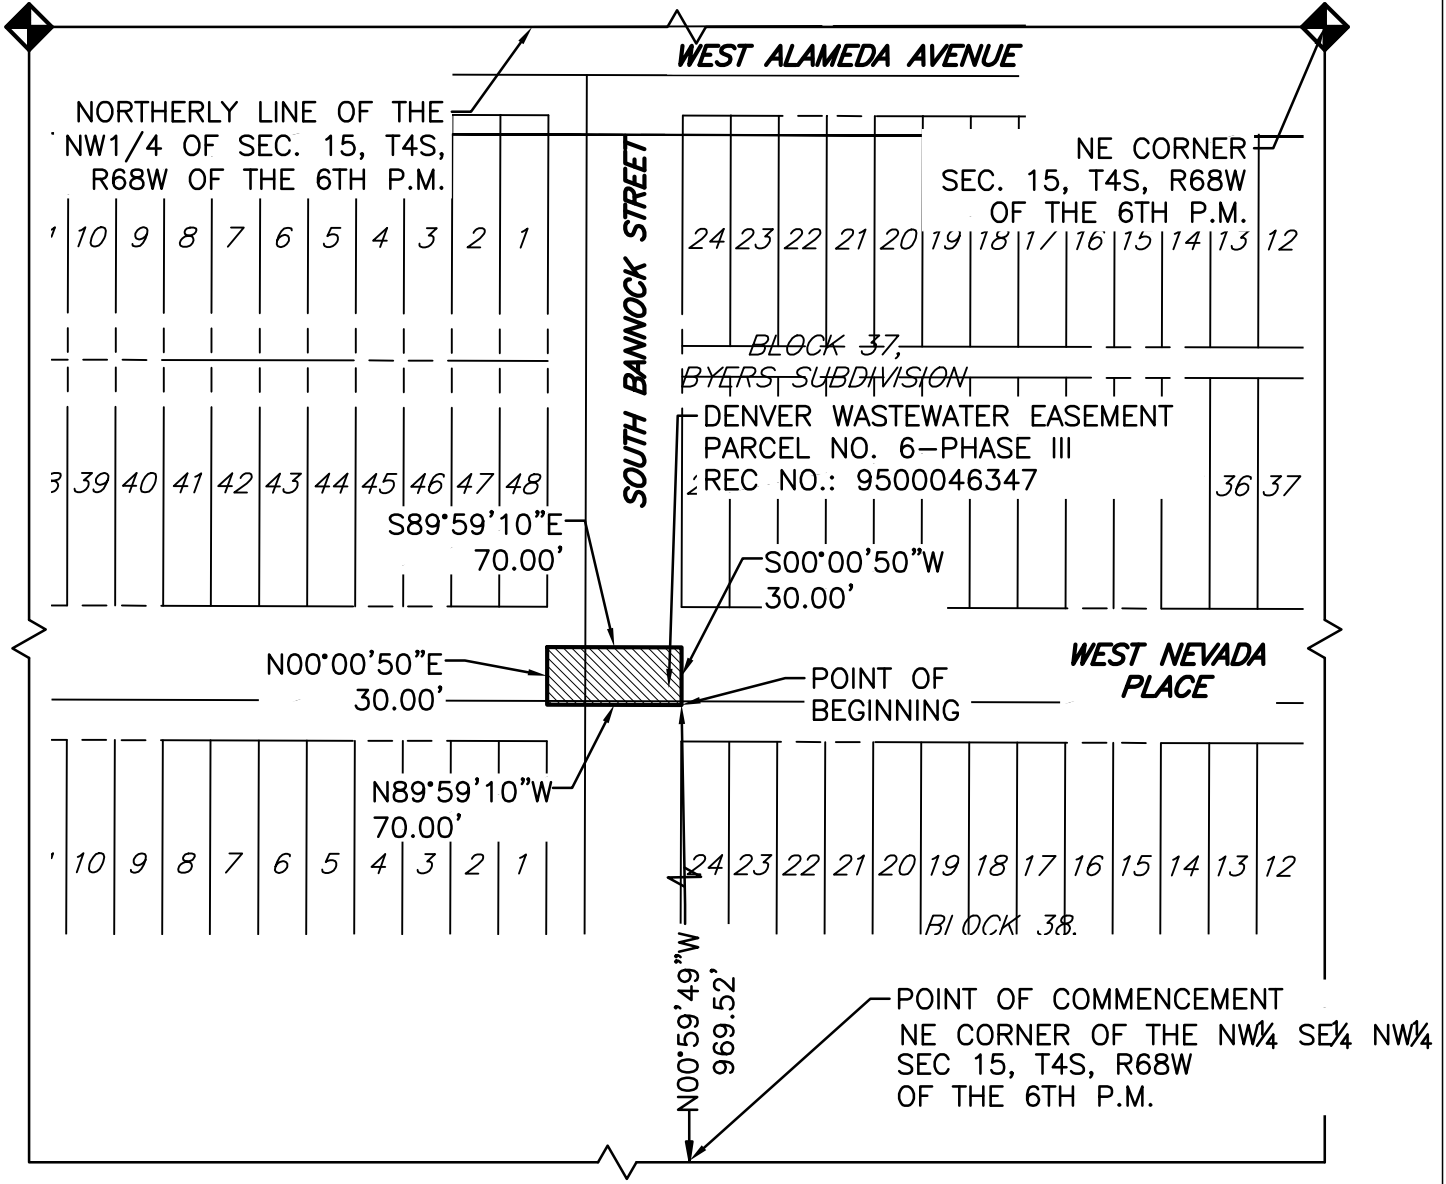 WEST ALAMEDA AVENUE
NORTHERLY LINE OF THE
NW1/4 OF SEC. 15, T4S,
R68W OF THE 6TH P.M.
NE CORNER
SEC. 15, T4S, R68W
OF THE 6TH P.M.
SOUTH BANNOCK STREET
10 9 8 7 6 5 4 3 2 1
24 23 22 21 20 19 18 17 16 15 14 13 12
BLOCK 37,
BYERS SUBDIVISION
DENVER WASTEWATER EASEMENT
PARCEL NO. 6-PHASE III
REC NO.: 9500046347
39 40 41 42 43 44 45 46 47 48
36 37
S89°59'10"E
70.00'
S00°00'50"W
30.00'
N00°00'50"E
30.00'
WEST NEVADA
PLACE
POINT OF
BEGINNING
N89°59'10"W
70.00'
10 9 8 7 6 5 4 3 2 1
24 23 22 21 20 19 18 17 16 15 14 13 12
BLOCK 38,
N00°59'49"W
969.52'
POINT OF COMMENCEMENT
NE CORNER OF THE NW¼ SE¼ NW¼
SEC 15, T4S, R68W
OF THE 6TH P.M.